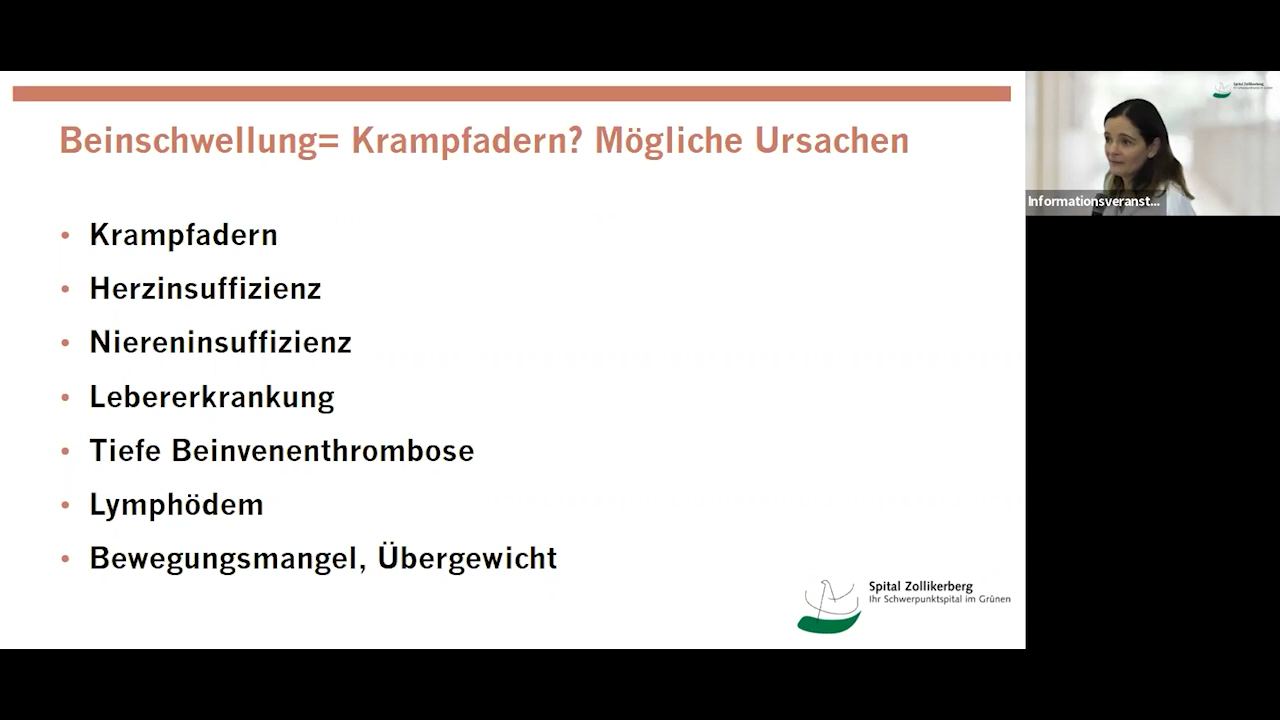 Beinschwellung= Krampfadern? Mögliche Ursachen
• Krampfadern
• Herzinsuffizienz
• Niereninsuffizienz
• Lebererkrankung
• Tiefe Beinvenenthrombose
• Lymphödem
• Bewegungsmangel, Übergewicht
Spital Zollikerberg
Ihr Schwerpunktspital im Grünen
Informationsveranst...